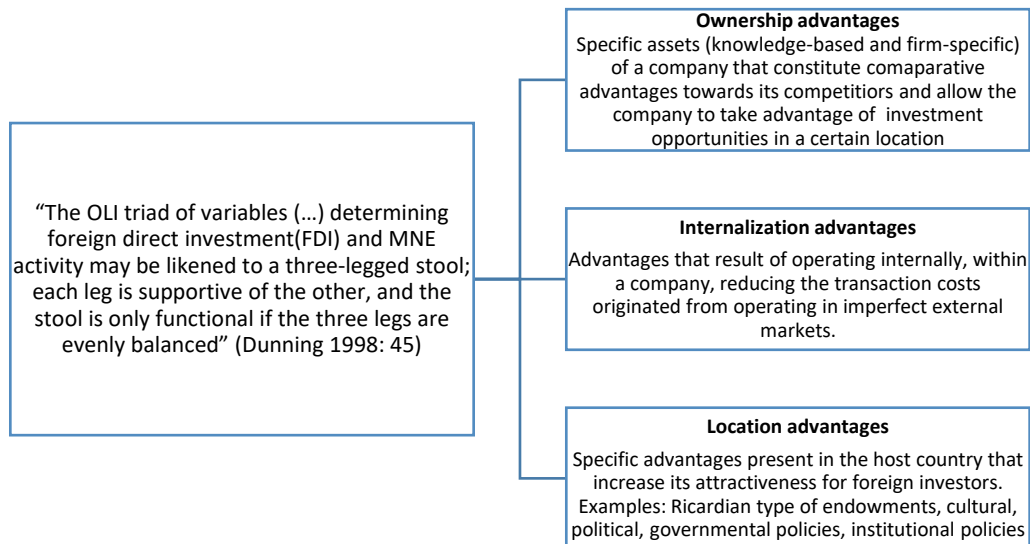 “The OLI triad of variables (…) determining
foreign direct investment(FDI) and MNE
activity may be likened to a three-legged stool;
each leg is supportive of the other, and the
stool is only functional if the three legs are
evenly balanced” (Dunning 1998: 45)
Ownership advantages
Specific assets (knowledge-based and firm-specific)
of a company that constitute comaparative
advantages towards its competitiors and allow the
company to take advantage of investment
opportunities in a certain location
Internalization advantages
Advantages that result of operating internally, within
a company, reducing the transaction costs
originated from operating in imperfect external
markets.
Location advantages
Specific advantages present in the host country that
increase its attractiveness for foreign investors.
Examples: Ricardian type of endowments, cultural,
political, governmental policies, institutional policies